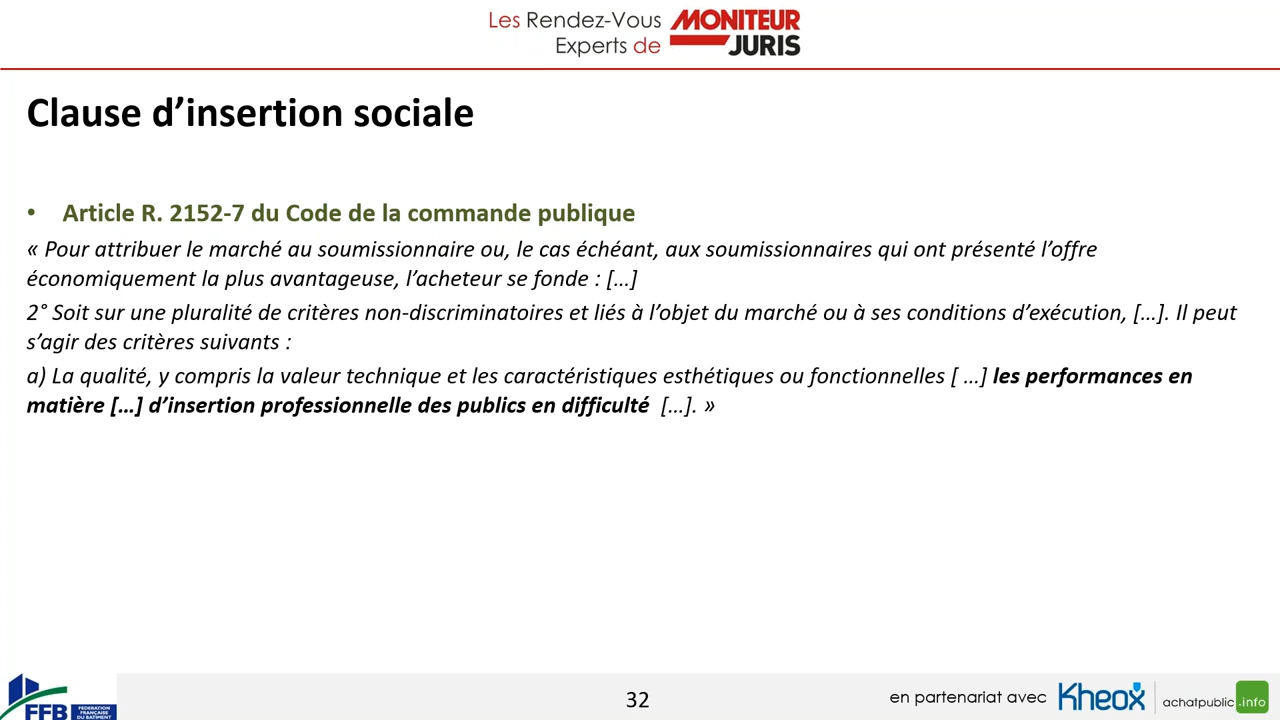 Les Rendez-Vous
Experts de
MONITEUR
JURIS
Clause d’insertion sociale
• Article R. 2152-7 du Code de la commande publique
« Pour attribuer le marché au soumissionnaire ou, le cas échéant, aux soumissionnaires qui ont présenté l’offre
économiquement la plus avantageuse, l’acheteur se fonde : […]
2° Soit sur une pluralité de critères non-discriminatoires et liés à l’objet du marché ou à ses conditions d’exécution, […]. Il peut
s’agir des critères suivants :
a) La qualité, y compris la valeur technique et les caractéristiques esthétiques ou fonctionnelles [ …] les performances en
matière […] d’insertion professionnelle des publics en difficulté […]. »
FFB
FEDERATION
FRANÇAISE
DU BÂTIMENT
32
en partenariat avec
Kheox
achatpublic.info